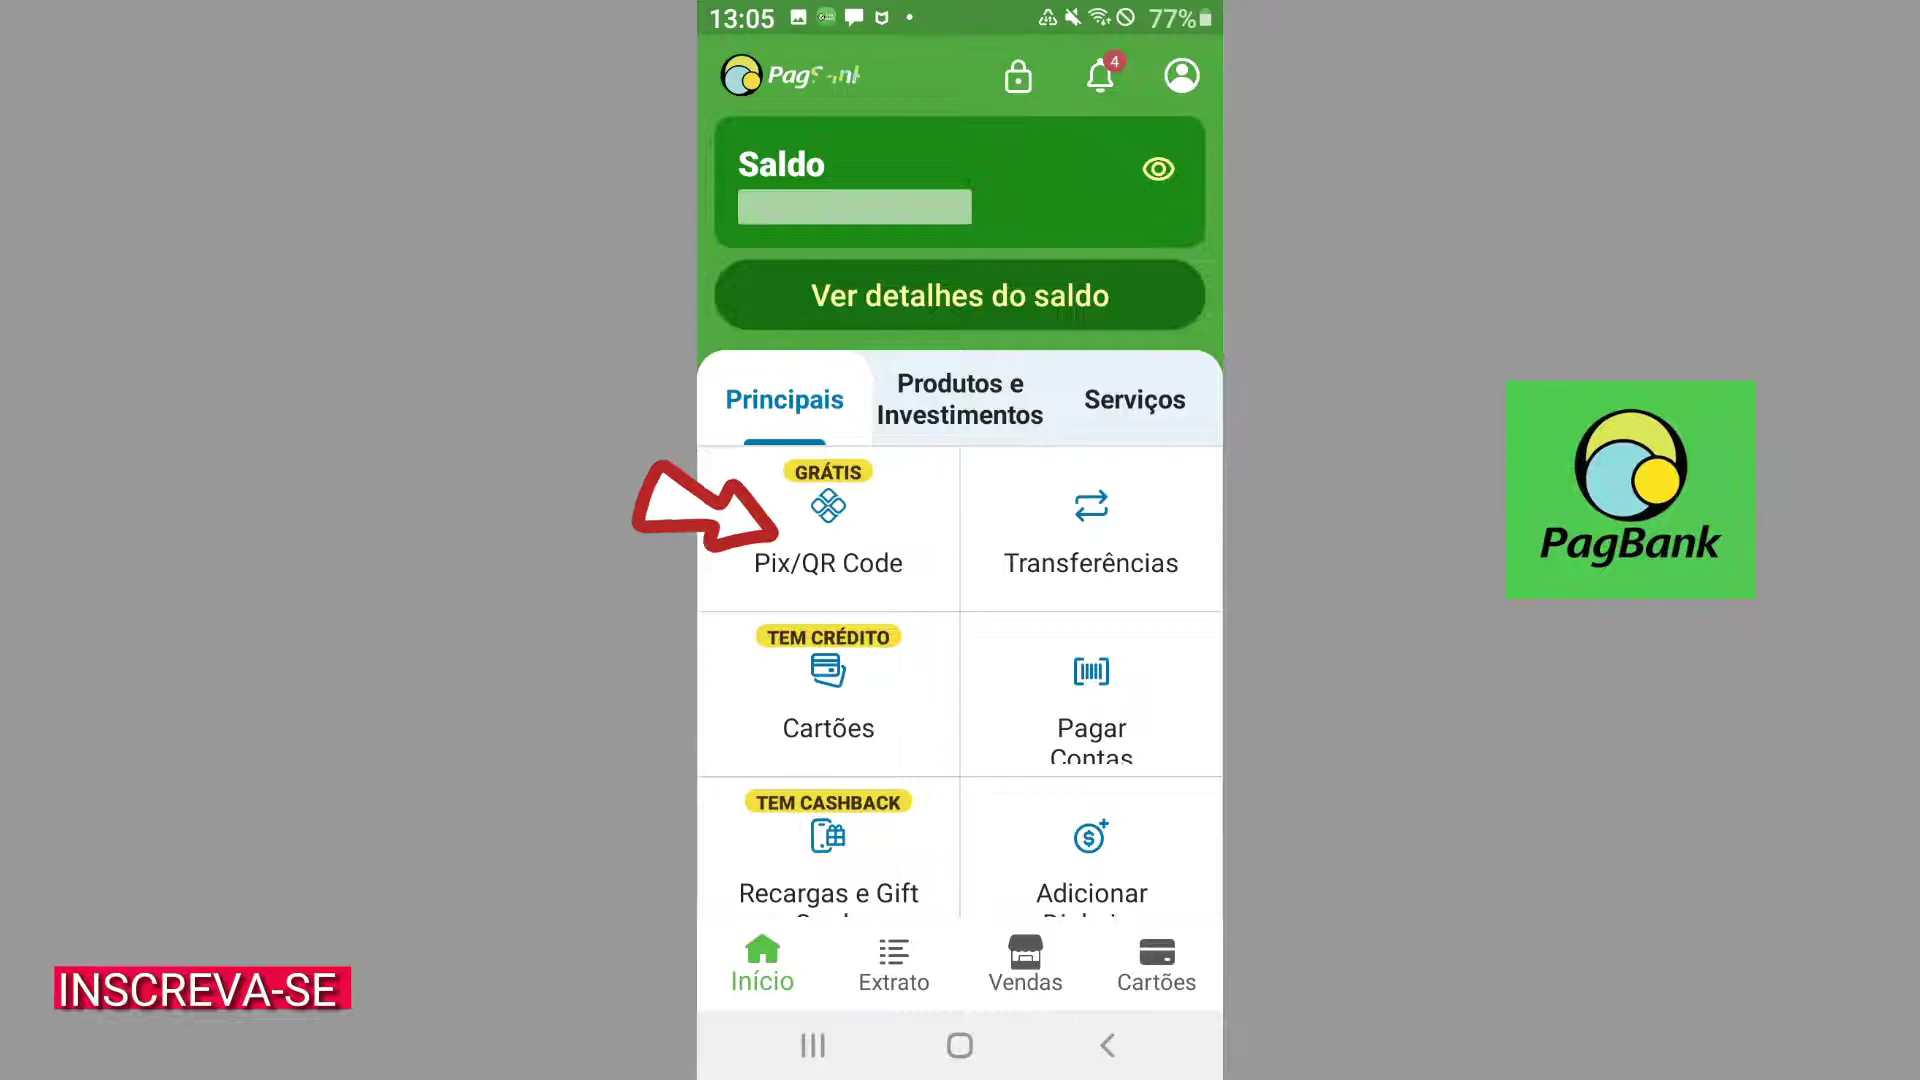 13:05
77%
4
Saldo
Ver detalhes do saldo
Principais
Produtos e
Investimentos
Serviços
GRÁTIS
Pix/QR Code
Transferências
TEM CRÉDITO
Cartões
Pagar
Contas
TEM CASHBACK
Recargas e Gift
Adicionar
Início
Extrato
Vendas
Cartões
PagBank
INSCREVA-SE